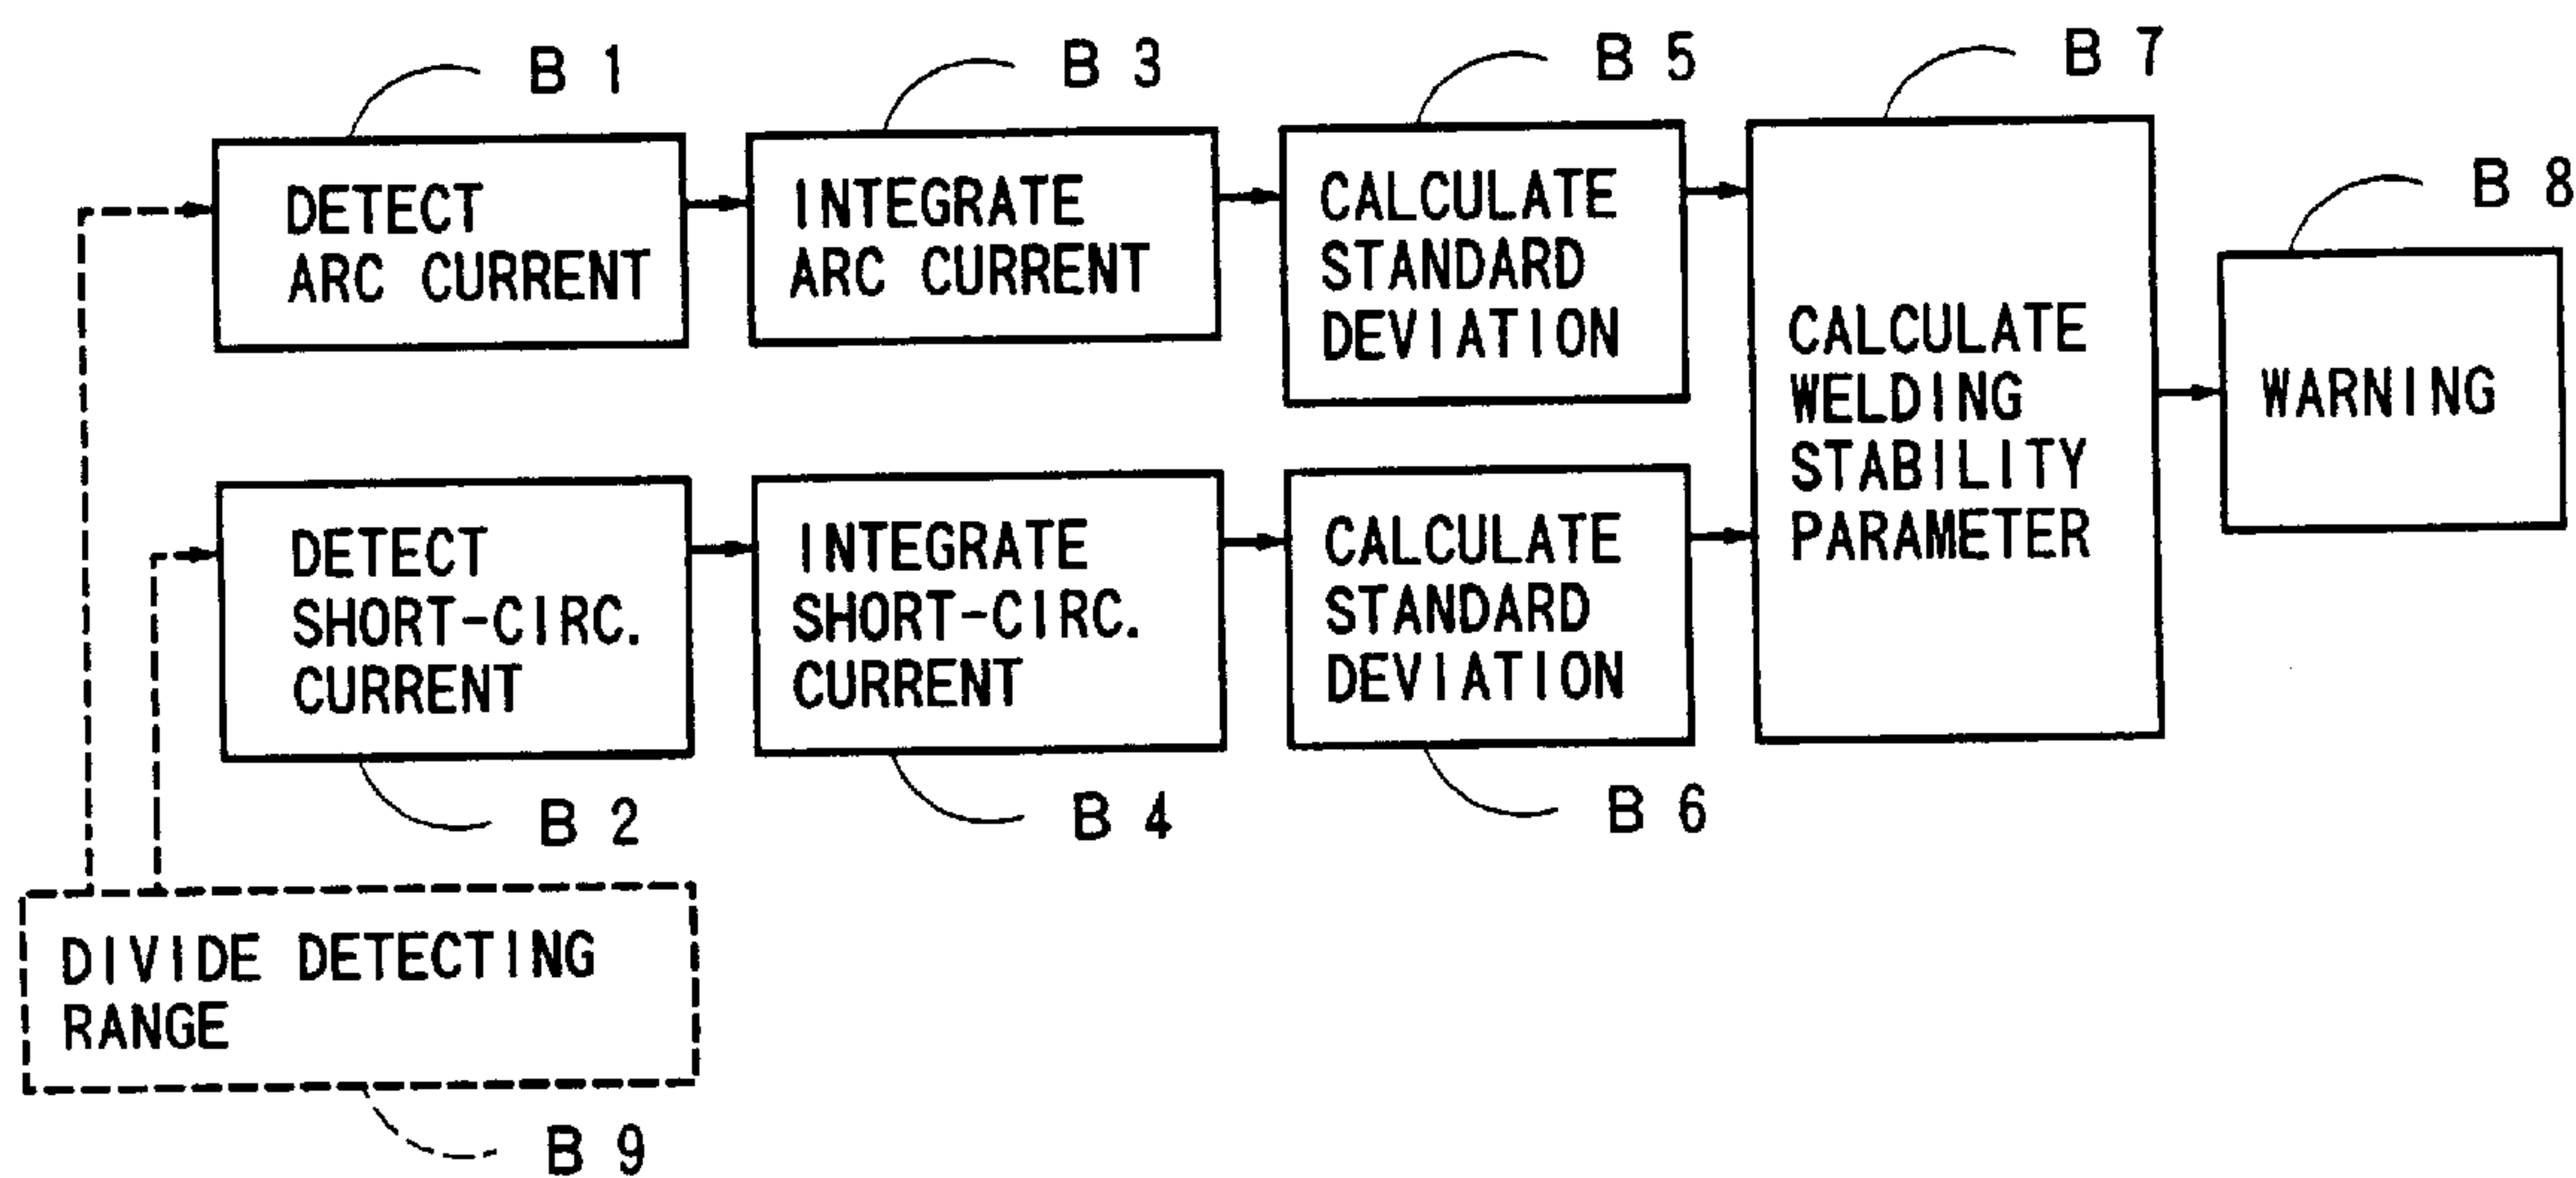 B 1
B 3
B 5
B 7
B 8
DETECT
ARC CURRENT
INTEGRATE
ARC CURRENT
CALCULATE
STANDARD
DEVIATION
CALCULATE
WELDING
STABILITY
PARAMETER
WARNING
DETECT
SHORT-CIRC.
CURRENT
INTEGRATE
SHORT-CIRC.
CURRENT
CALCULATE
STANDARD
DEVIATION
B 2
B 4
B 6
DIVIDE DETECTING
RANGE
B 9